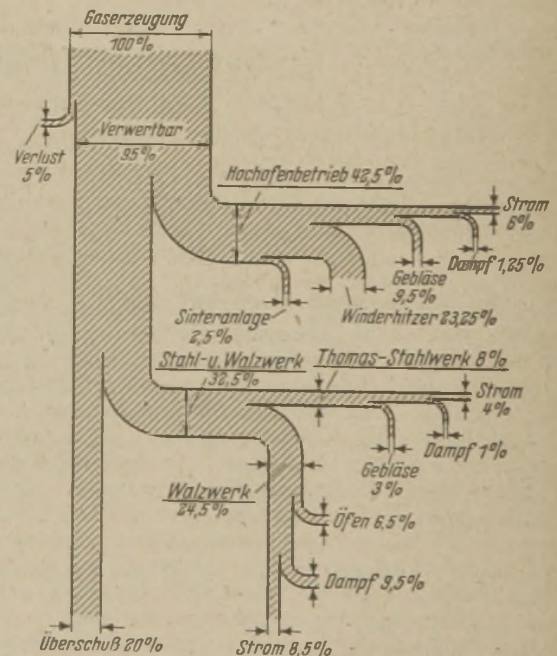 Gaserzeugung
100%
Verlust
5%
Verwertbar
95%
Hochofenbetrieb 42,5%
Strom
6%
Dampf 1,25%
Gebläse
9,5%
Winderhitzer 23,25%
Sinteranlage
2,5%
Stahl-u. Walzwerk
32,5%
Thomas-Stahlwerk 8%
Strom
4%
Dampf 1%
Gebläse
3%
Walzwerk
24,5%
Öfen 6,5%
Dampf 9,5%
Überschuß 20%
Strom 8,5%